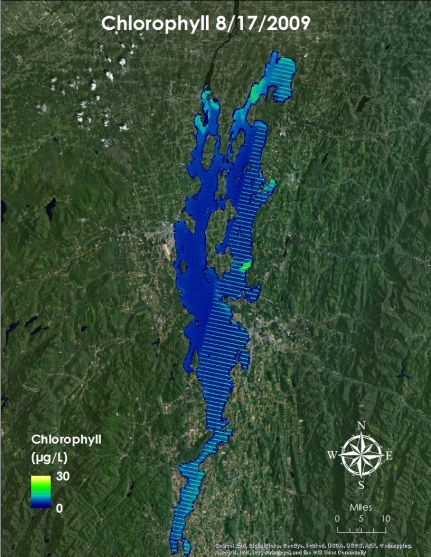 Chlorophyll 8/17/2009
Chlorophyll
(µg/L)
30
0
N
W E
S
Miles
0 5 10